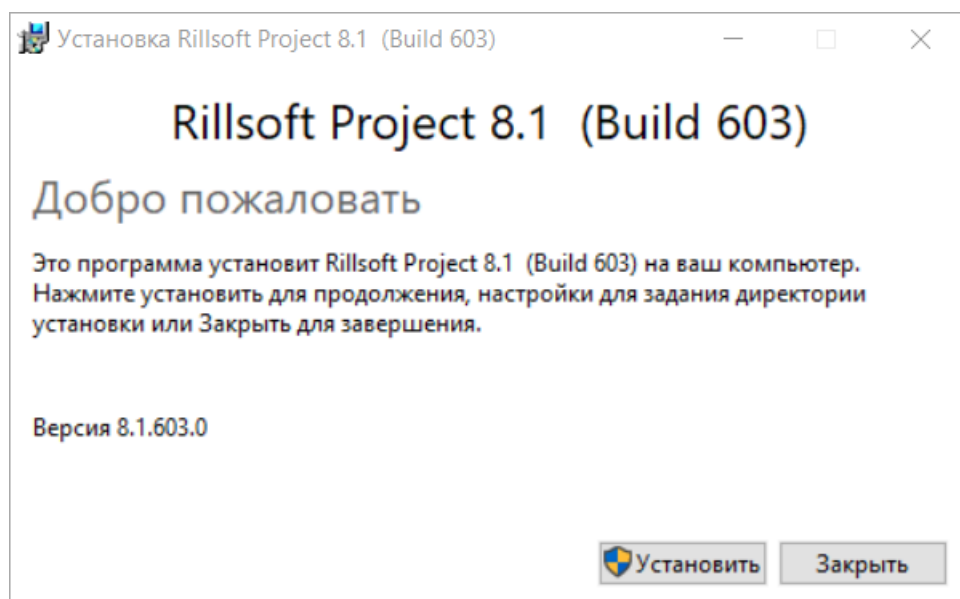 Установка Rillsoft Project 8.1  (Build 603)
Rillsoft Project 8.1  (Build 603)
Добро пожаловать
Это программа установит Rillsoft Project 8.1  (Build 603) на ваш компьютер.
Нажмите установить для продолжения, настройки для задания директории
установки или Закрыть для завершения.
Версия 8.1.603.0
Установить Закрыть